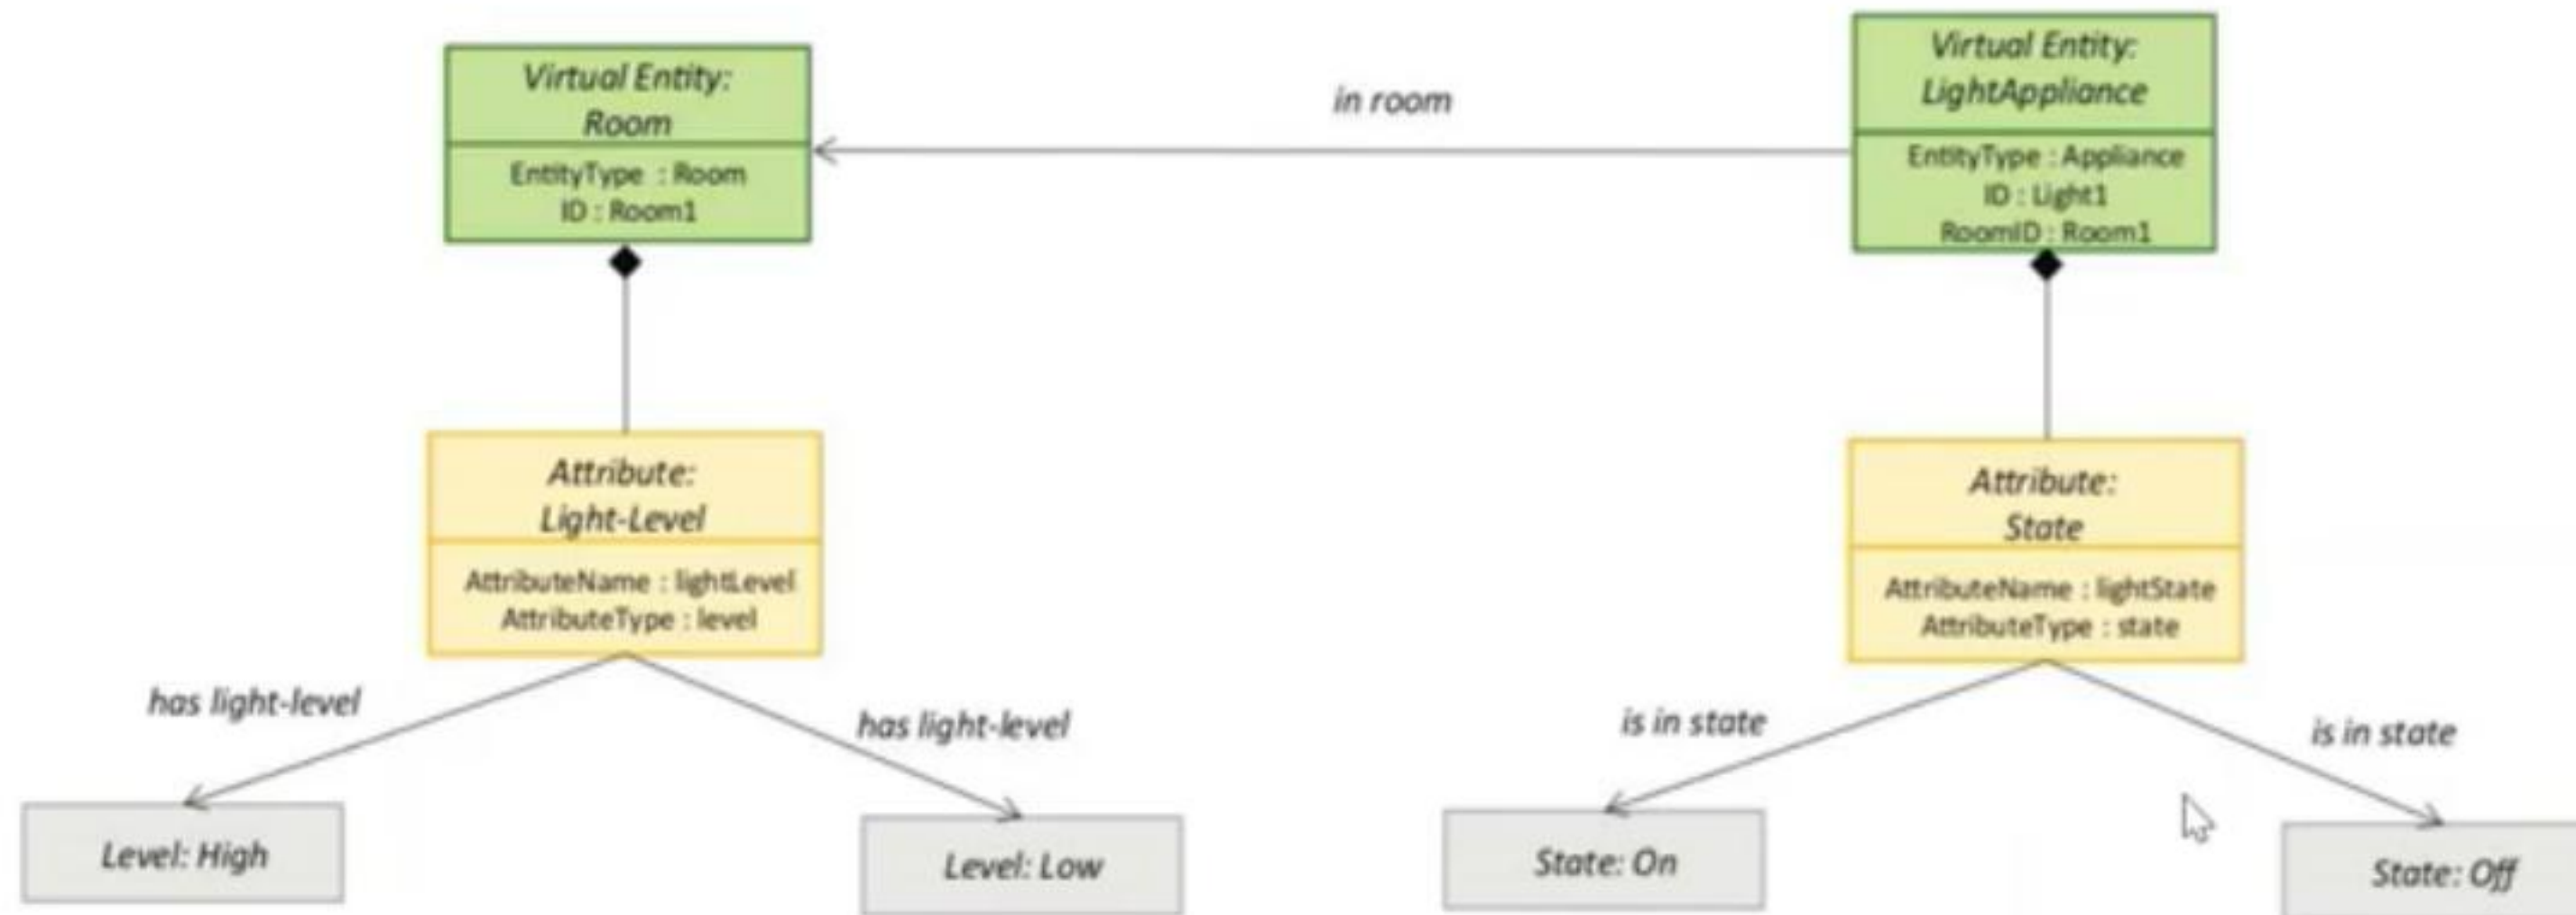 Virtual Entity:
Room
EntityType : Room
ID : Room1
in room
Virtual Entity:
LightAppliance
EntityType : Appliance
ID : Light1
RoomID : Room1
Attribute:
Light-Level
AttributeName : lightLevel
AttributeType : level
Attribute:
State
AttributeName : lightState
AttributeType : state
has light-level
has light-level
is in state
is in state
Level: High
Level: Low
State: On
State: Off